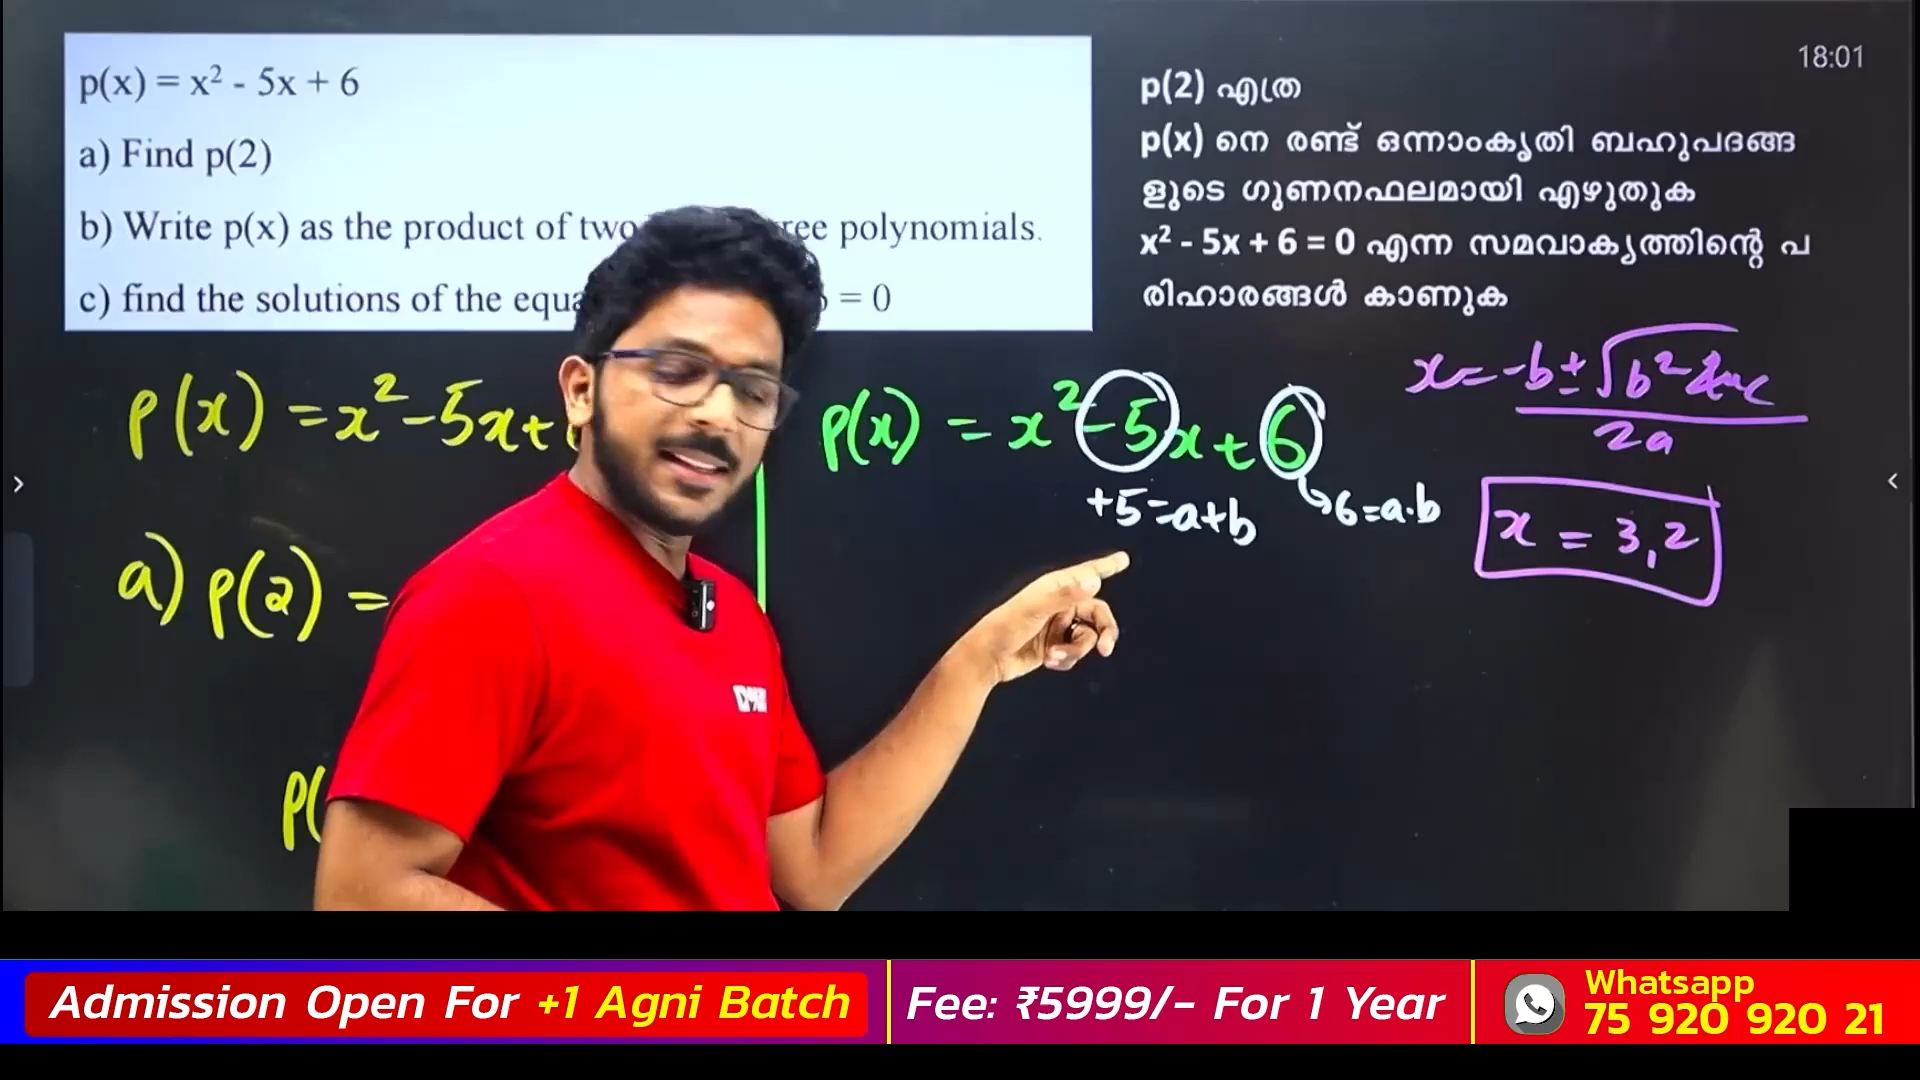 18:01
p(x) = x² - 5x + 6
a) Find p(2)
b) Write p(x) as the product of two polynomials.
c) find the solutions of the = 0
p(2) എത്ര
p(x) നെ രണ്ട് ഒന്നാംകൃതി ബഹുപദങ്ങ
ളുടെ ഗുണനഫലമായി എഴുതുക
x² - 5x + 6 = 0 എന്ന സമവാക്യത്തിന്റെ പ
രിഹാരങ്ങൾ കാണുക
p(x) = x² - 5x +
a) p(2) =
p(
p(x) = x² - 5x + 6
+5 = a+b
6 = a·b
x = -b ± √b² -
2a
x = 3, 2
Admission Open For +1 Agni Batch
Fee: ₹5999/- For 1 Year
Whatsapp
75 920 920 21